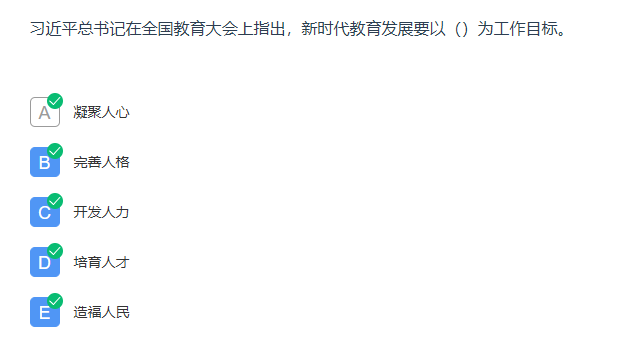 习近平总书记在全国教育大会上指出，新时代教育发展要以（）为工作目标。
A 凝聚人心
B 完善人格
C 开发人力
D 培育人才
E 造福人民